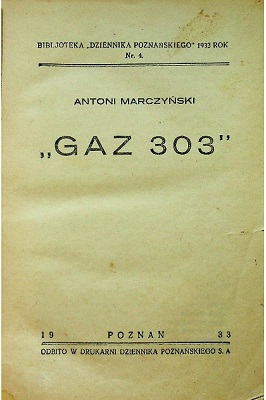 BIBLJOTEKA „DZIENNIKA POZNAŃSKIEGO" 1933 ROK
Nr. 4.
ANTONI MARCZYŃSKI
„GAZ 303"
19 POZNAŃ 33
ODBITO W DRUKARNI DZIENNIKA POZNAŃSKIEGO S. A